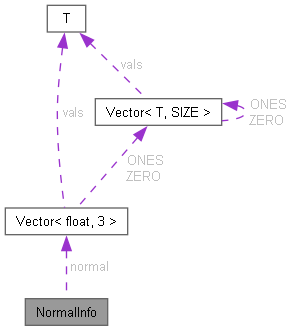 T
vals
vals
Vector< T, SIZE >
ONES
ZERO
ONES
ZERO
Vector< float, 3 >
normal
NormalInfo